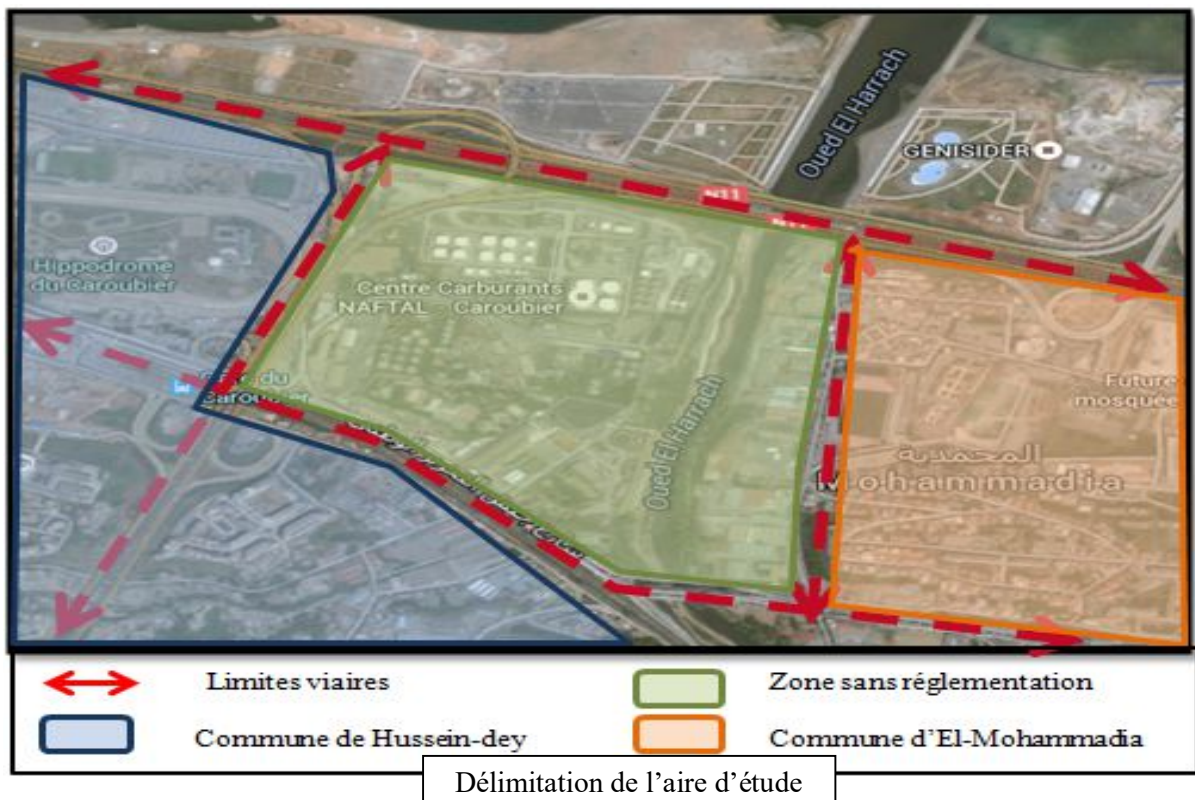 Oued El Harrach
GENISIDER
N11
Hippodrome
du Caroubier
Centre Carburants
NAFTAL - Caroubier
Caroubier
Oued El Harrach
Future
mosquée
المحمدية
Mohammadia
Limites viaires
Zone sans réglementation
Commune de Hussein-dey
Commune d’El-Mohammadia
Délimitation de l’aire d’étude